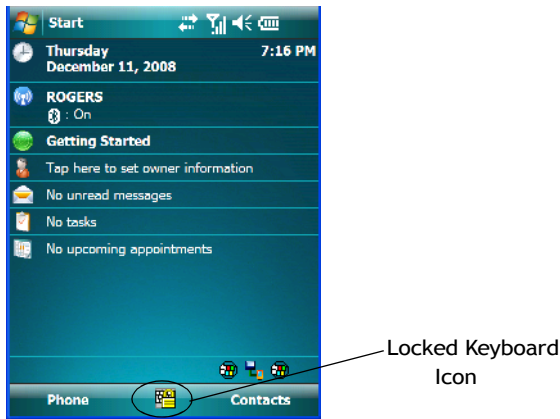 Start
Thursday 7:16 PM
December 11, 2008
ROGERS
: On
Getting Started
Tap here to set owner information
No unread messages
No tasks
No upcoming appointments
Locked Keyboard
Icon
Phone Contacts